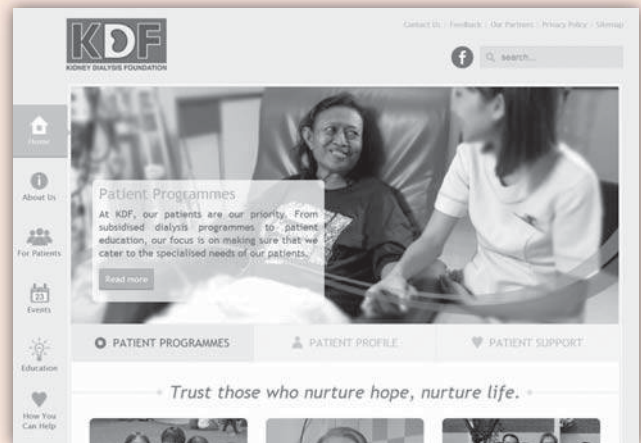 Contact Us | Feedback | Our Partners | Privacy Policy | Sitemap
KDF
KIDNEY DIALYSIS FOUNDATION
f
search...
Home
About Us
For Patients
23
Events
Education
How You
Can Help
Patient Programmes
At KDF, our patients are our priority. From
subsidised dialysis programmes to patient
education, our focus is on making sure that we
cater to the specialised needs of our patients.
Read more
PATIENT PROGRAMMES
PATIENT PROFILE
PATIENT SUPPORT
Trust those who nurture hope, nurture life.